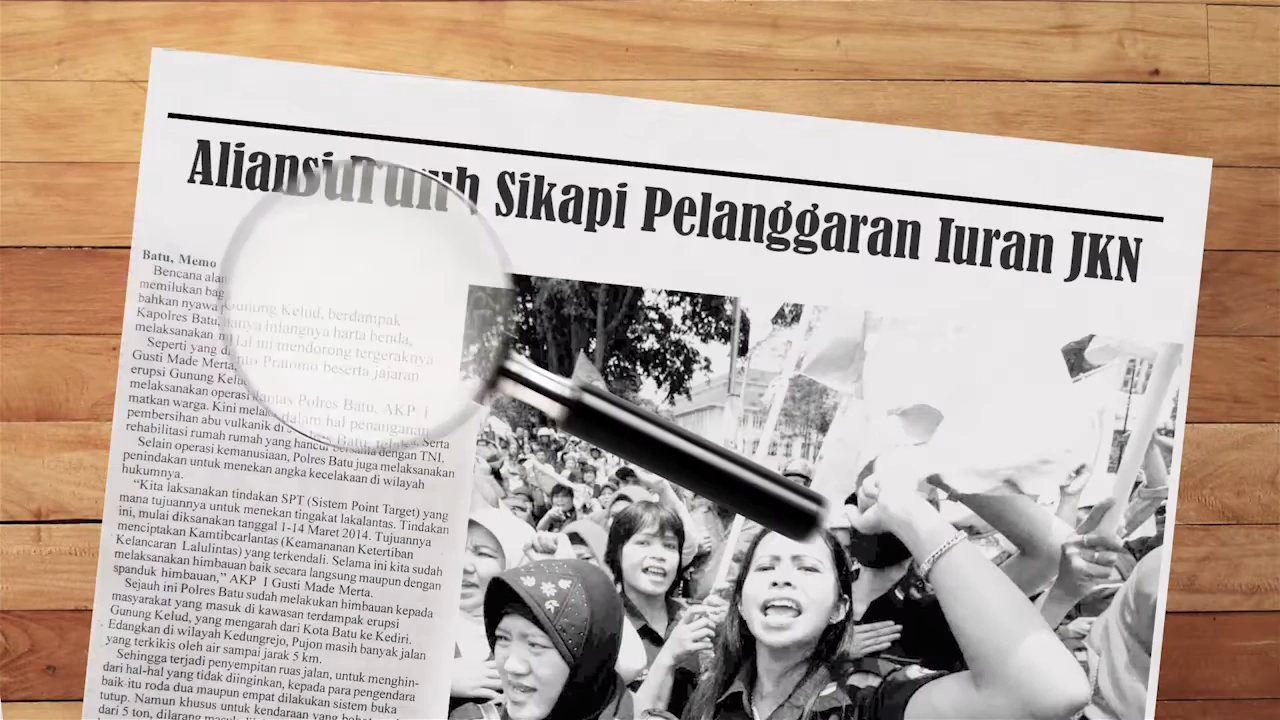 Aliansi Buruh Sikapi Pelanggaran Iuran JKN
Batu, Memo
Bencana alam Gunung Kelud, berdampak
memilukan bagi hanya hilangnya harta benda,
bahkan nyawa hal ini mendorong tergeraknya
Kapolres Batu, Pratomo beserta jajaran
melaksanakan
Seperti yang Polres Batu, AKP I
Gusti Made Merta, dalam hal penanganan
erupsi Gunung Kelud
melaksanakan operasi
matkan warga. Kini Serta
pembersihan abu vulkanik di dengan TNI,
rehabilitasi rumah rumah yang hancur bersama
Selain operasi kemanusiaan, Polres Batu juga melaksanakan
penindakan untuk menekan angka kecelakaan di wilayah
hukumnya.
“Kita laksanakan tindakan SPT (Sistem Point Target) yang
mana tujuannya untuk menekan tingkat lakalantas. Tindakan
ini, mulai diksanakan tanggal 1-14 Maret 2014. Tujuannya
menciptakan Kamtibcarlantas (Keamananan Ketertiban
Kelancaran Lalulintas) yang terkendali. Selama ini kita sudah
melaksanakan himbauan baik secara langsung maupun dengan
spanduk himbauan,” AKP I Gusti Made Merta.
Sejauh ini Polres Batu sudah melakukan himbauan kepada
masyarakat yang masuk di kawasan terdampak erupsi
Gunung Kelud, yang mengarah dari Kota Batu ke Kediri.
Edangkan di wilayah Kedungrejo, Pujon masih banyak jalan
yang terkikis oleh air sampai jarak 5 km.
Sehingga terjadi penyempitan ruas jalan, untuk menghin-
dari hal-hal yang tidak diinginkan, kepada para pengendara
baik itu roda dua maupun empat dilakukan sistem buka
tutup. Namun khusus untuk kendaraan yang
dari 5 ton, dilarang